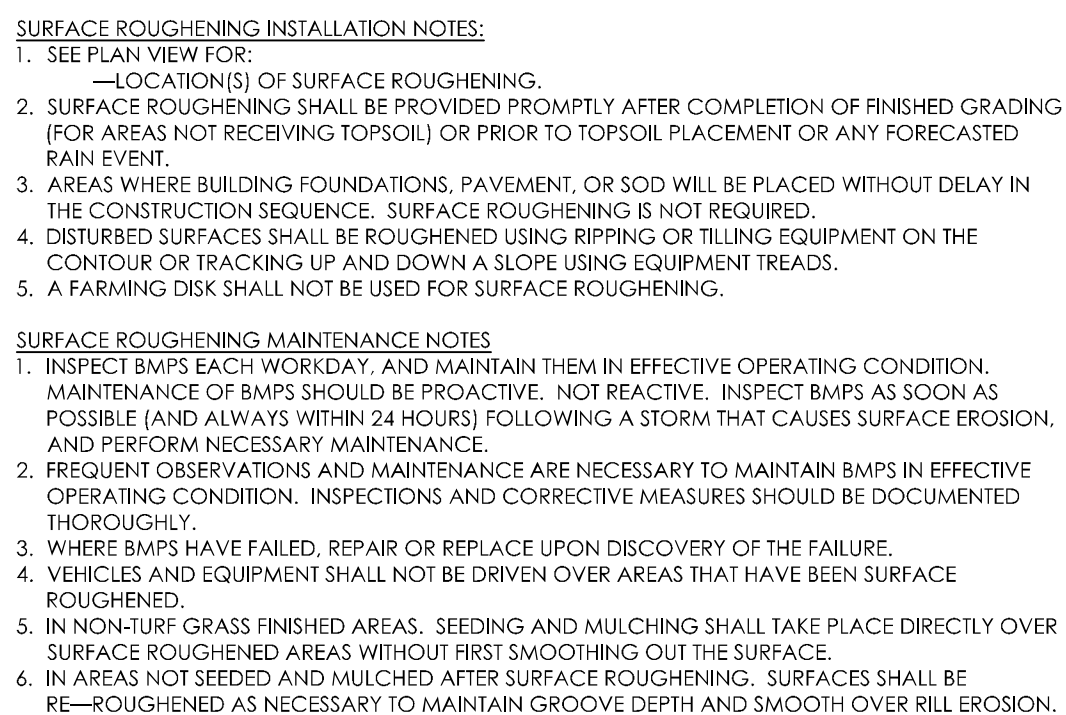 SURFACE ROUGHENING INSTALLATION NOTES:
1. SEE PLAN VIEW FOR:
—LOCATION(S) OF SURFACE ROUGHENING.
2. SURFACE ROUGHENING SHALL BE PROVIDED PROMPTLY AFTER COMPLETION OF FINISHED GRADING
(FOR AREAS NOT RECEIVING TOPSOIL) OR PRIOR TO TOPSOIL PLACEMENT OR ANY FORECASTED
RAIN EVENT.
3. AREAS WHERE BUILDING FOUNDATIONS, PAVEMENT, OR SOD WILL BE PLACED WITHOUT DELAY IN
THE CONSTRUCTION SEQUENCE. SURFACE ROUGHENING IS NOT REQUIRED.
4. DISTURBED SURFACES SHALL BE ROUGHENED USING RIPPING OR TILLING EQUIPMENT ON THE
CONTOUR OR TRACKING UP AND DOWN A SLOPE USING EQUIPMENT TREADS.
5. A FARMING DISK SHALL NOT BE USED FOR SURFACE ROUGHENING.
SURFACE ROUGHENING MAINTENANCE NOTES
1. INSPECT BMPS EACH WORKDAY, AND MAINTAIN THEM IN EFFECTIVE OPERATING CONDITION.
MAINTENANCE OF BMPS SHOULD BE PROACTIVE. NOT REACTIVE. INSPECT BMPS AS SOON AS
POSSIBLE (AND ALWAYS WITHIN 24 HOURS) FOLLOWING A STORM THAT CAUSES SURFACE EROSION,
AND PERFORM NECESSARY MAINTENANCE.
2. FREQUENT OBSERVATIONS AND MAINTENANCE ARE NECESSARY TO MAINTAIN BMPS IN EFFECTIVE
OPERATING CONDITION. INSPECTIONS AND CORRECTIVE MEASURES SHOULD BE DOCUMENTED
THOROUGHLY.
3. WHERE BMPS HAVE FAILED, REPAIR OR REPLACE UPON DISCOVERY OF THE FAILURE.
4. VEHICLES AND EQUIPMENT SHALL NOT BE DRIVEN OVER AREAS THAT HAVE BEEN SURFACE
ROUGHENED.
5. IN NON-TURF GRASS FINISHED AREAS. SEEDING AND MULCHING SHALL TAKE PLACE DIRECTLY OVER
SURFACE ROUGHENED AREAS WITHOUT FIRST SMOOTHING OUT THE SURFACE.
6. IN AREAS NOT SEEDED AND MULCHED AFTER SURFACE ROUGHENING. SURFACES SHALL BE
RE—ROUGHENED AS NECESSARY TO MAINTAIN GROOVE DEPTH AND SMOOTH OVER RILL EROSION.